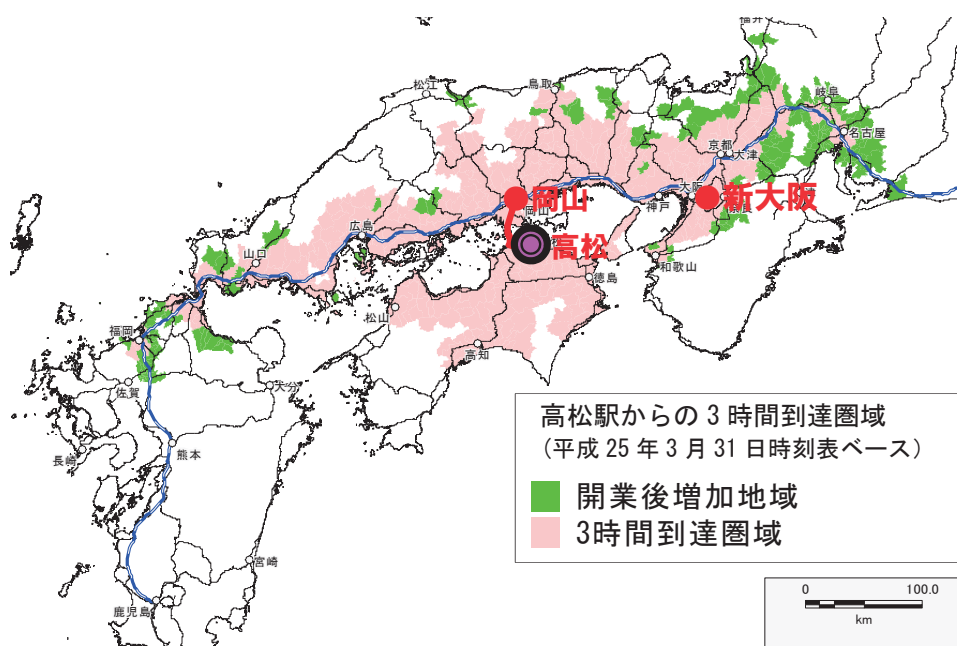 福井
岐阜
名古屋
鳥取
松江
京都
大津
大阪
新大阪
神戸
岡山
岡山
広島
高松
山口
和歌山
徳島
松山
福岡
高知
佐賀
大分
長崎
熊本
宮崎
鹿児島
高松駅からの3時間到達圏域
(平成25年3月31日時刻表ベース)
開業後増加地域
3時間到達圏域
0 100.0
km